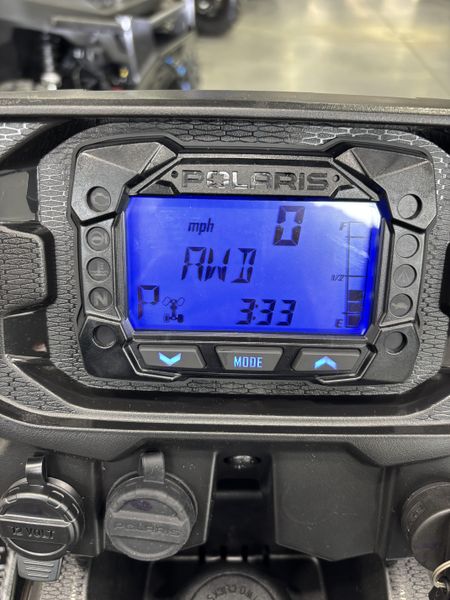 POLARIS
mph 0
F
AWD
1/2
P 3:33
E
N
MODE
12 VOLT
POLARIS